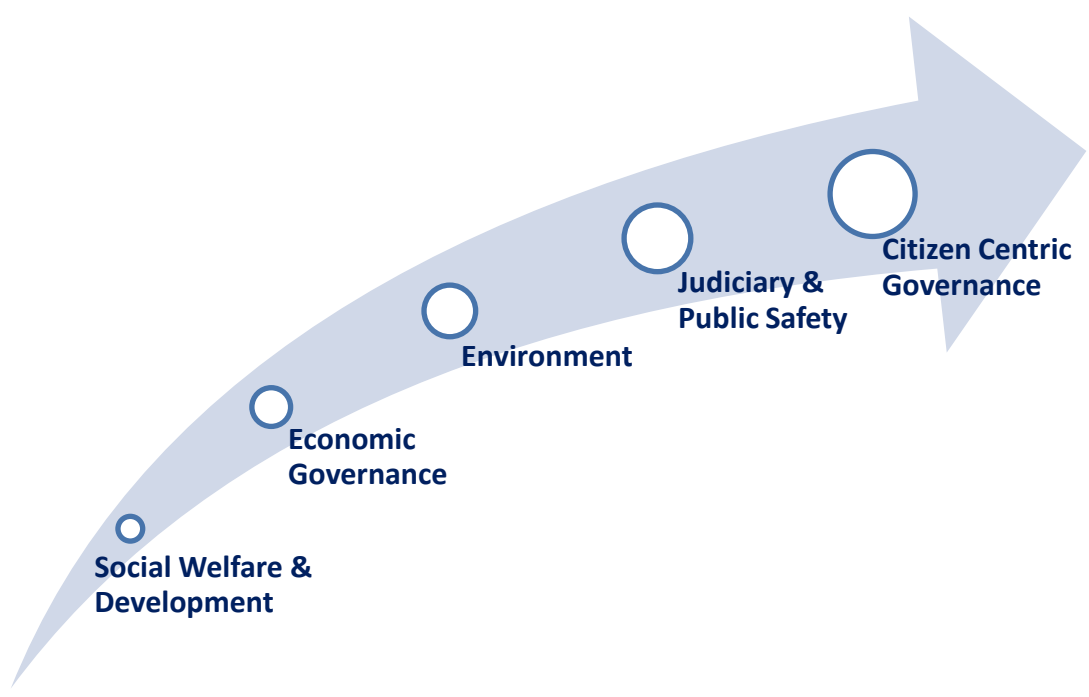 Citizen Centric
Governance
Judiciary &
Public Safety
Environment
Economic
Governance
Social Welfare &
Development